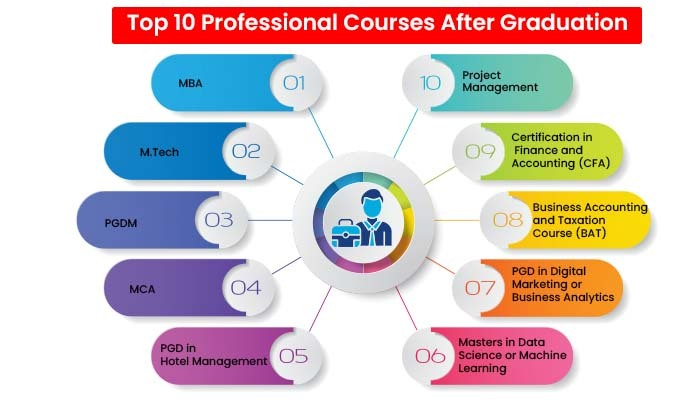 Top 10 Professional Courses After Graduation
MBA
01
M.Tech
02
PGDM
03
MCA
04
PGD in
Hotel Management
05
Masters in Data
Science or Machine
Learning
06
PGD in Digital
Marketing or
Business Analytics
07
Business Accounting
and Taxation
Course (BAT)
08
Certification in
Finance and
Accounting (CFA)
09
Project
Management
10